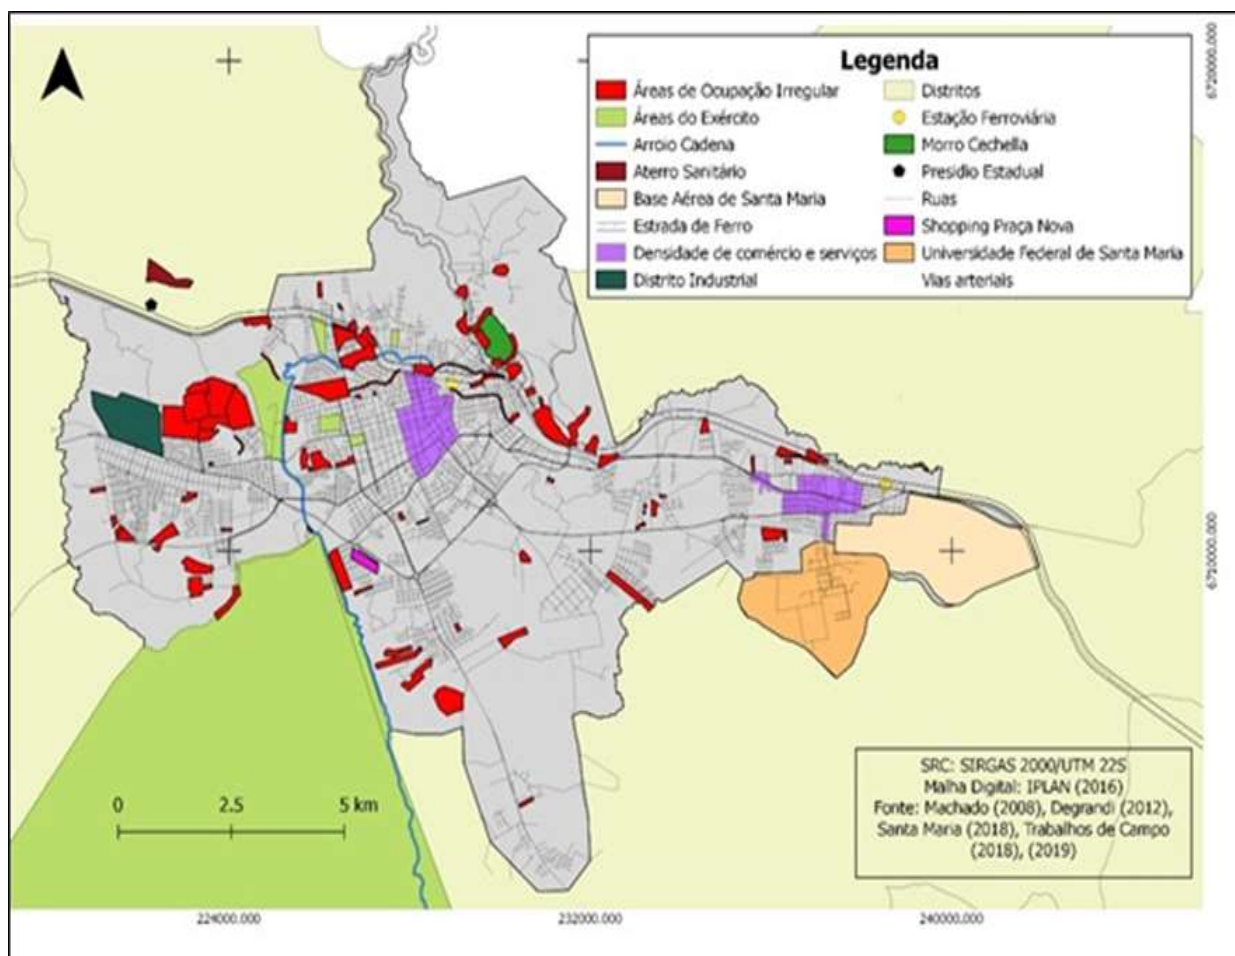 Legenda
Áreas de Ocupação Irregular
Áreas do Exército
Arroio Cadena
Aterro Sanitário
Base Aérea de Santa Maria
Estrada de Ferro
Densidade de comércio e serviços
Distrito Industrial
Distritos
Estação Ferroviária
Morro Cechella
Presidio Estadual
Ruas
Shopping Praça Nova
Universidade Federal de Santa Maria
Vias arteriais
6720000.000
6710000.000
0 2.5 5 km
SRC: SIRGAS 2000/UTM 22S
Malha Digital: IPLAN (2016)
Fonte: Machado (2008), Degrandi (2012),
Santa Maria (2018), Trabalhos de Campo
(2018), (2019)
224000.000 232000.000 240000.000